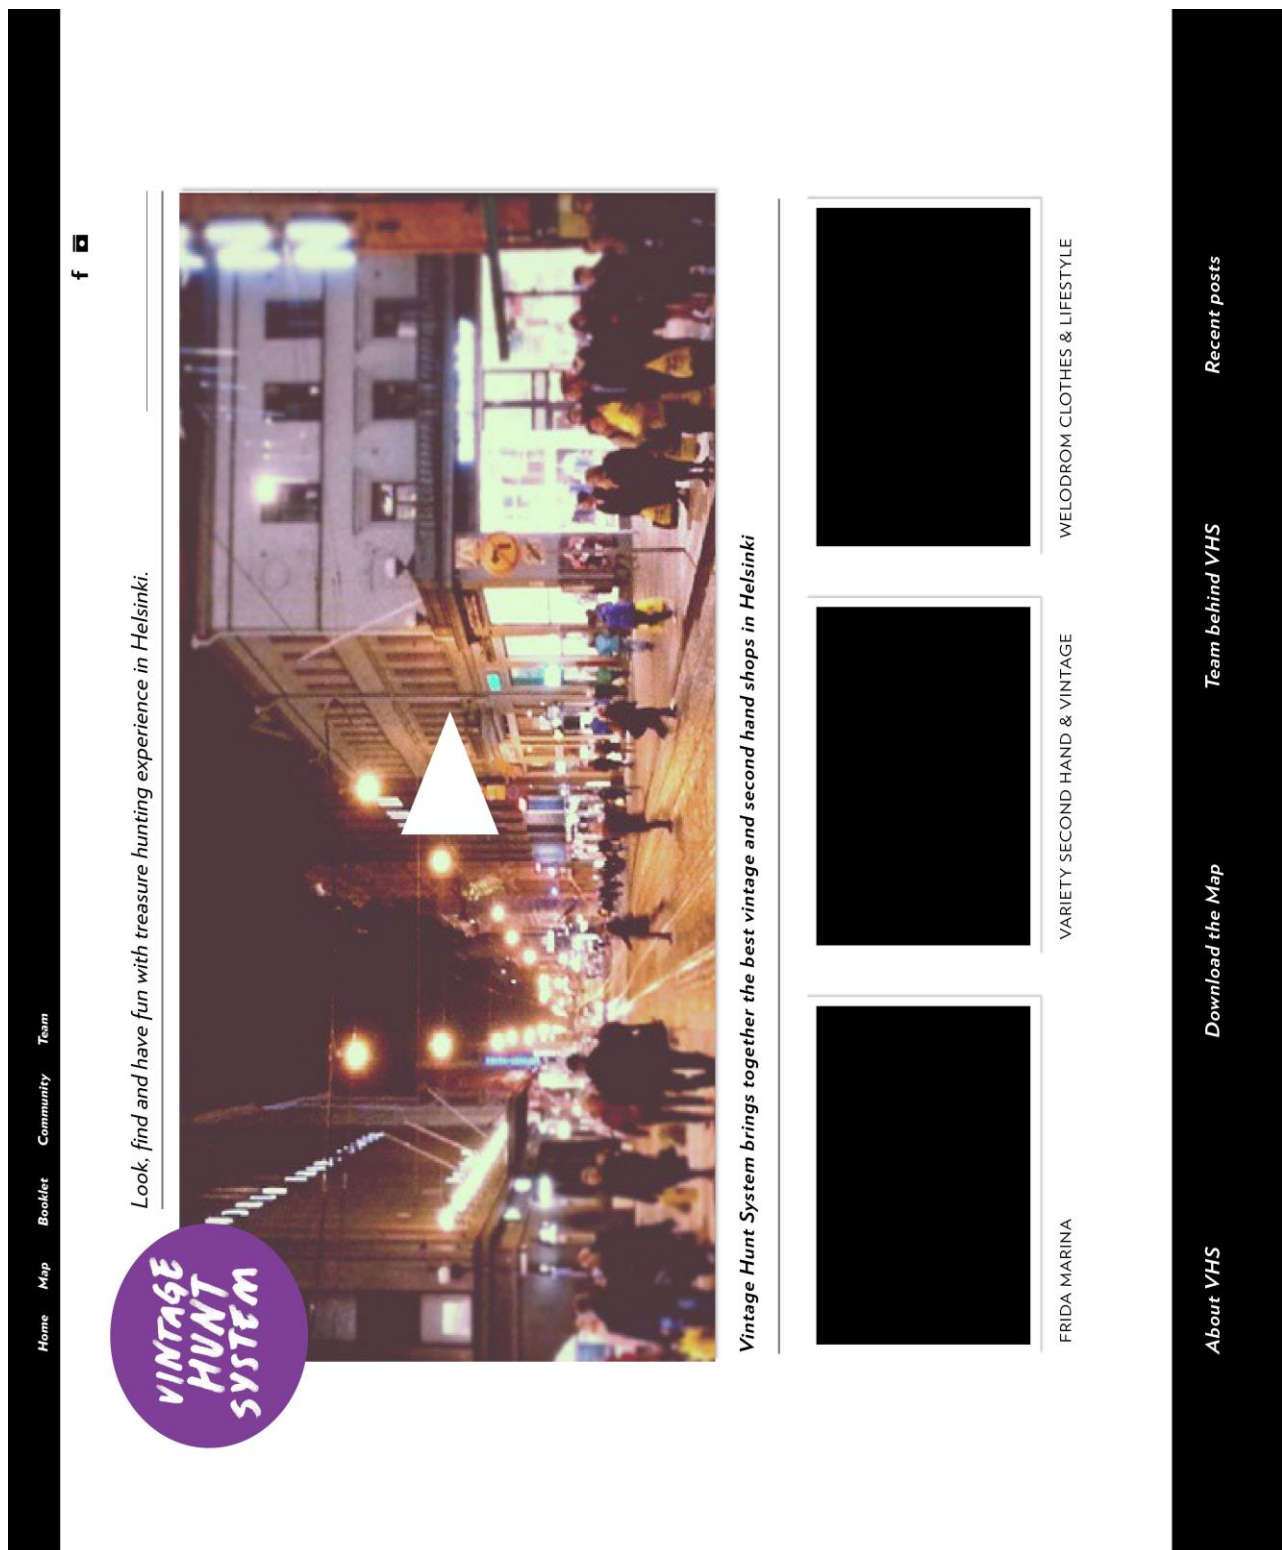 Home Map Booklet Community Team
f
Look, find and have fun with treasure hunting experience in Helsinki.
VINTAGE
HUNT
SYSTEM
Vintage Hunt System brings together the best vintage and second hand shops in Helsinki
FRIDA MARINA
VARIETY SECOND HAND & VINTAGE
WELODROM CLOTHES & LIFESTYLE
About VHS
Download the Map
Team behind VHS
Recent posts